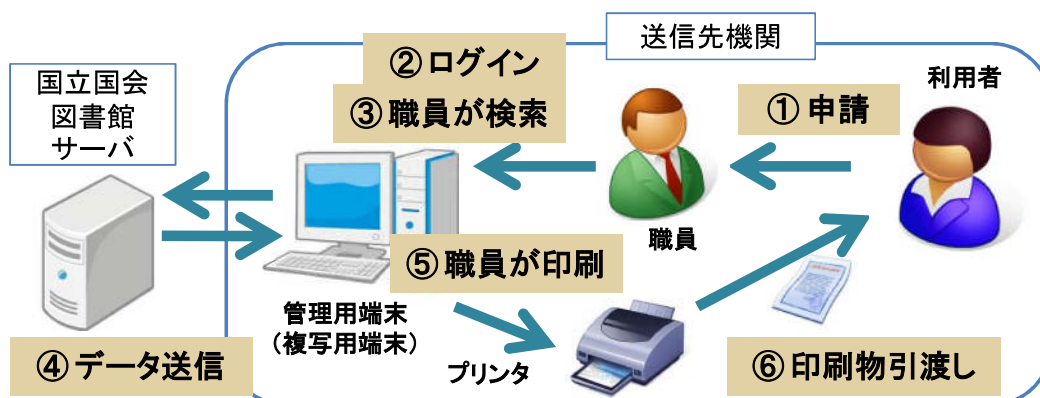 送信先機関
国立国会
図書館
サーバ
②ログイン
③職員が検索
利用者
①申請
職員
⑤職員が印刷
管理用端末
（複写用端末）
プリンタ
④データ送信
⑥印刷物引渡し